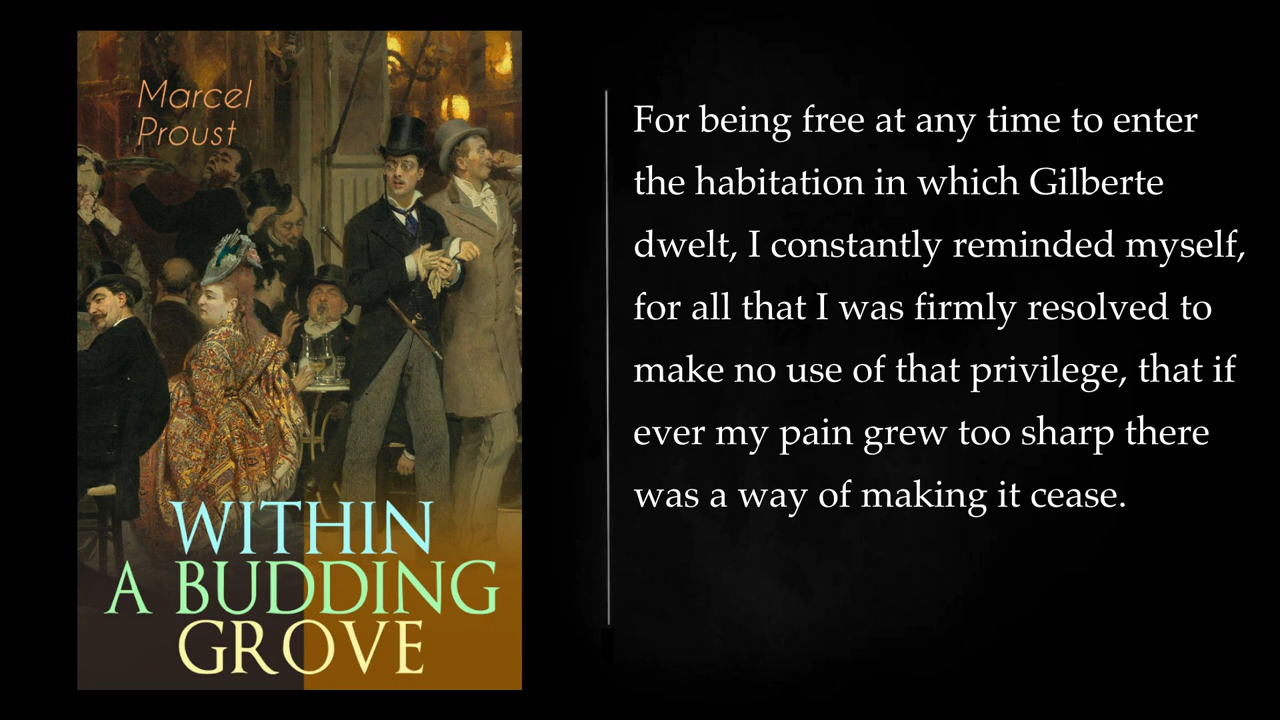 Marcel
Proust
WITHIN
A BUDDING
GROVE
For being free at any time to enter
the habitation in which Gilberte
dwelt, I constantly reminded myself,
for all that I was firmly resolved to
make no use of that privilege, that if
ever my pain grew too sharp there
was a way of making it cease.